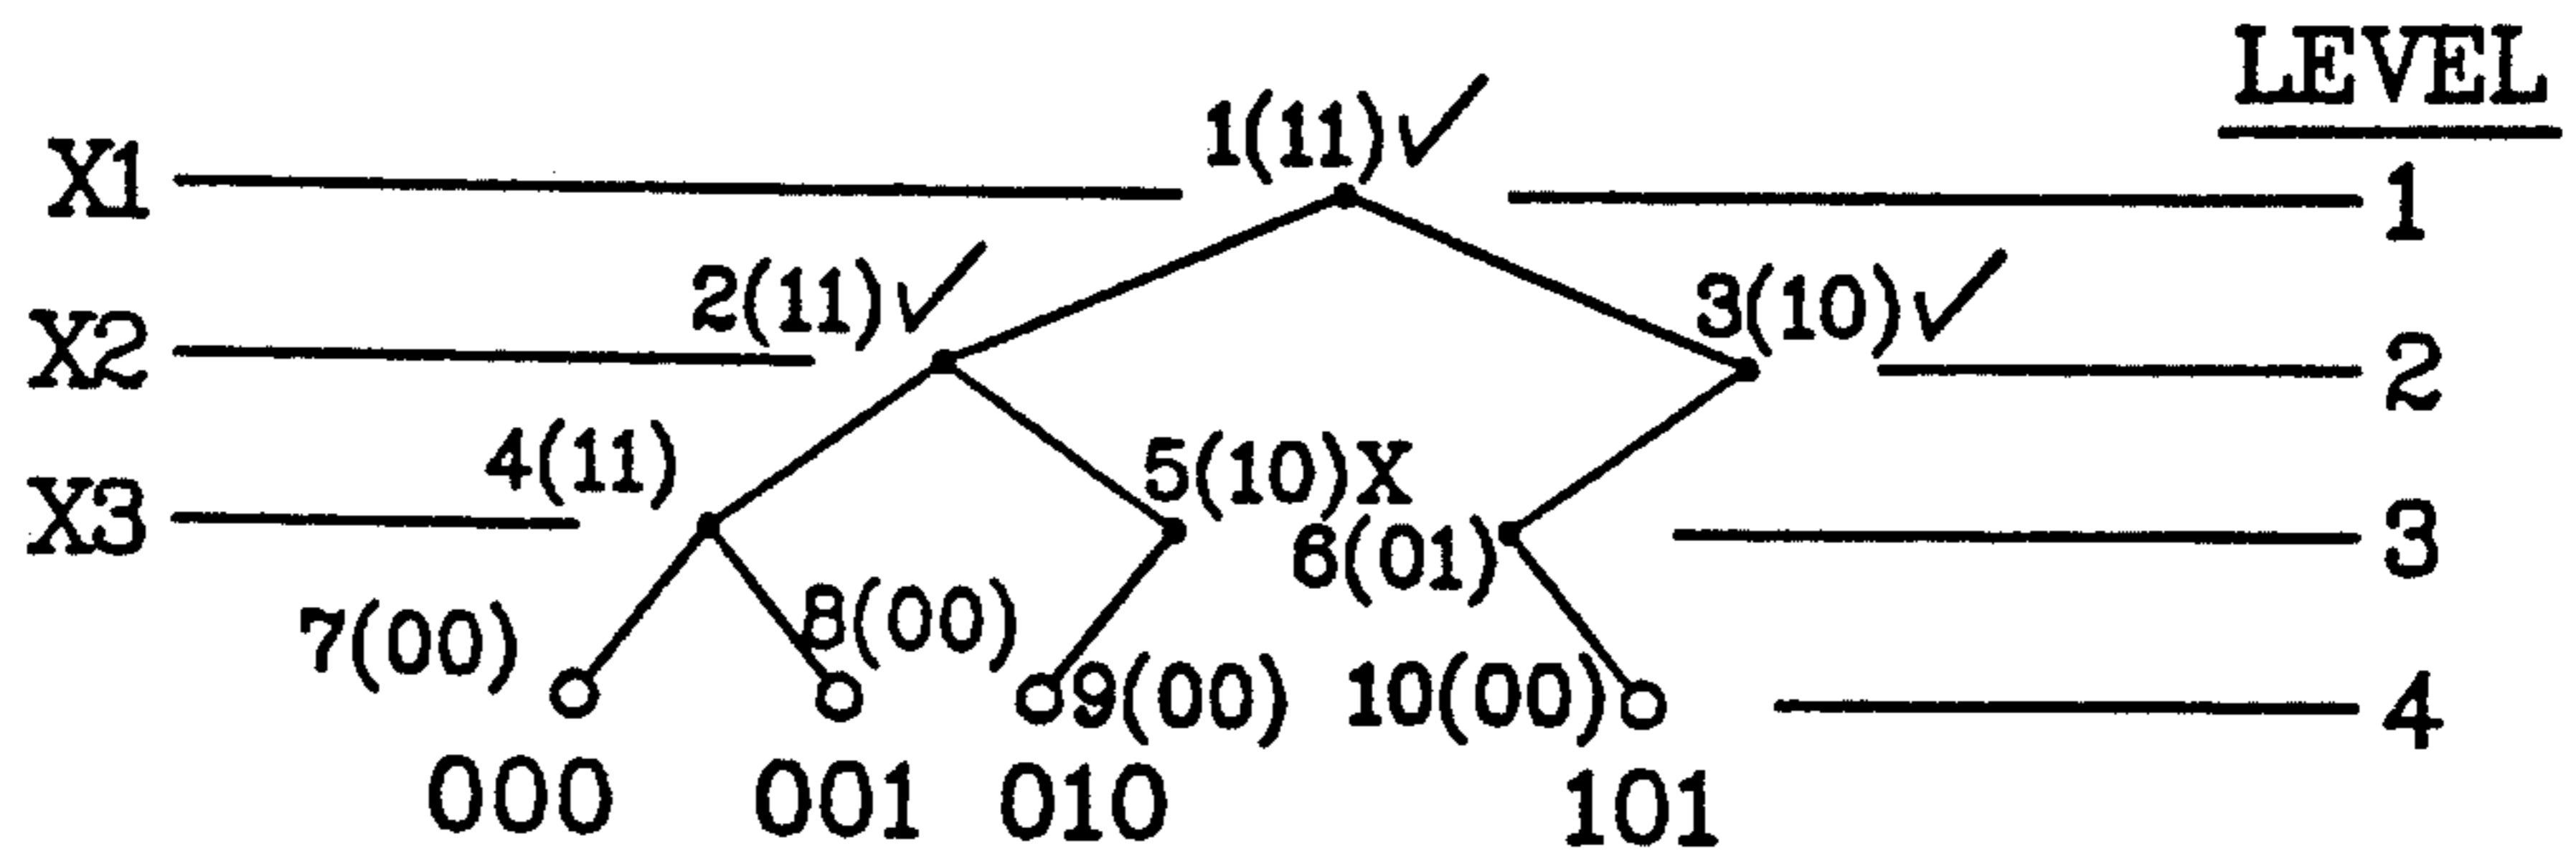 LEVEL
X1 1(11)✓ 1
X2 2(11)✓ 3(10)✓ 2
X3 4(11) 5(10)X 6(01) 3
7(00) 8(00) 9(00) 10(00) 4
000 001 010 101